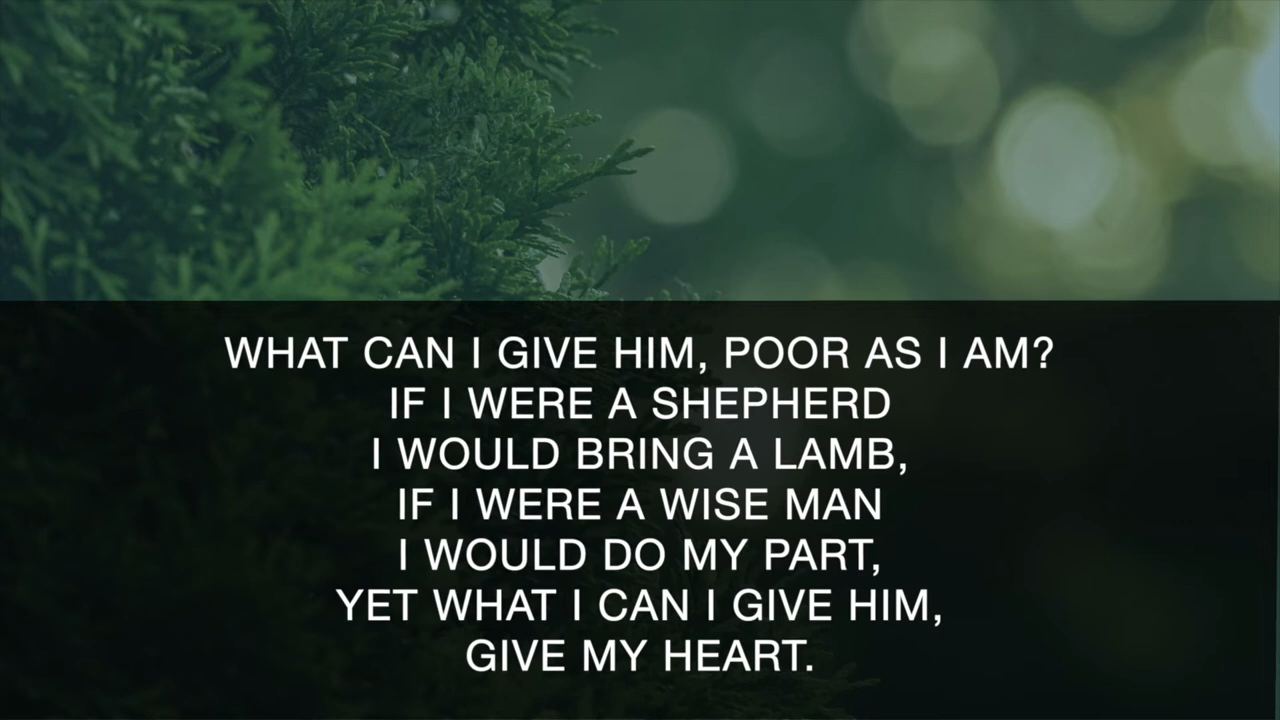 WHAT CAN I GIVE HIM, POOR AS I AM?
IF I WERE A SHEPHERD
I WOULD BRING A LAMB,
IF I WERE A WISE MAN
I WOULD DO MY PART,
YET WHAT I CAN I GIVE HIM,
GIVE MY HEART.